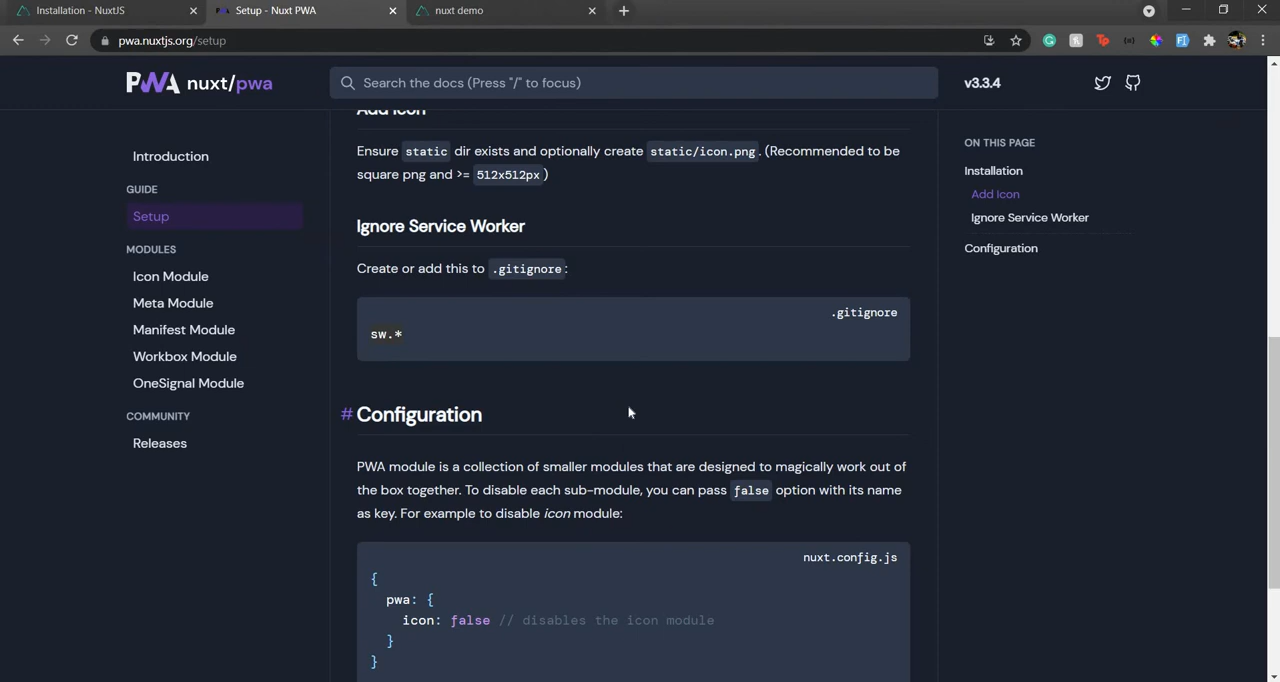 Installation - NuxtJS
Setup - Nuxt PWA
nuxt demo
pwa.nuxtjs.org/setup
PWA nuxt/pwa
Search the docs (Press "/" to focus)
v3.3.4
Introduction
GUIDE
Setup
MODULES
Icon Module
Meta Module
Manifest Module
Workbox Module
OneSignal Module
COMMUNITY
Releases
Add Icon
Ensure static dir exists and optionally create static/icon.png. (Recommended to be
square png and >= 512x512px)
Ignore Service Worker
Create or add this to .gitignore:
.gitignore
sw.*
# Configuration
PWA module is a collection of smaller modules that are designed to magically work out of
the box together. To disable each sub-module, you can pass false option with its name
as key. For example to disable icon module:
nuxt.config.js
{
pwa: {
icon: false // disables the icon module
}
}
ON THIS PAGE
Installation
Add Icon
Ignore Service Worker
Configuration